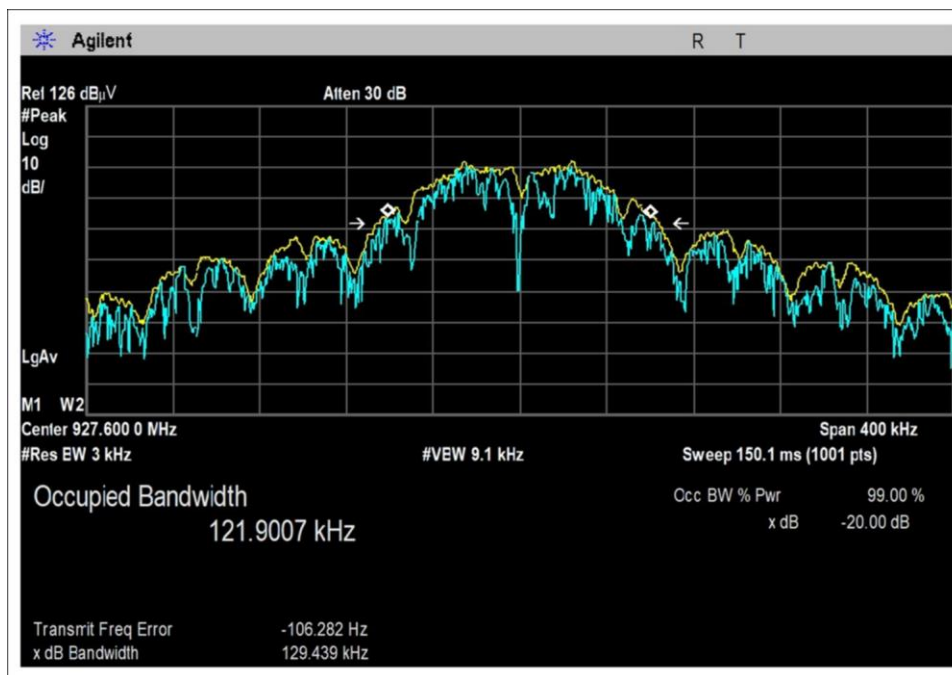 Agilent R T
Ref 126 dBµV Atten 30 dB
#Peak
Log
10
dB/
LgAv
M1 W2
Center 927.600 0 MHz Span 400 kHz
#Res BW 3 kHz #VBW 9.1 kHz Sweep 150.1 ms (1001 pts)
Occupied Bandwidth Occ BW % Pwr 99.00 %
121.9007 kHz x dB -20.00 dB
Transmit Freq Error -106.282 Hz
x dB Bandwidth 129.439 kHz